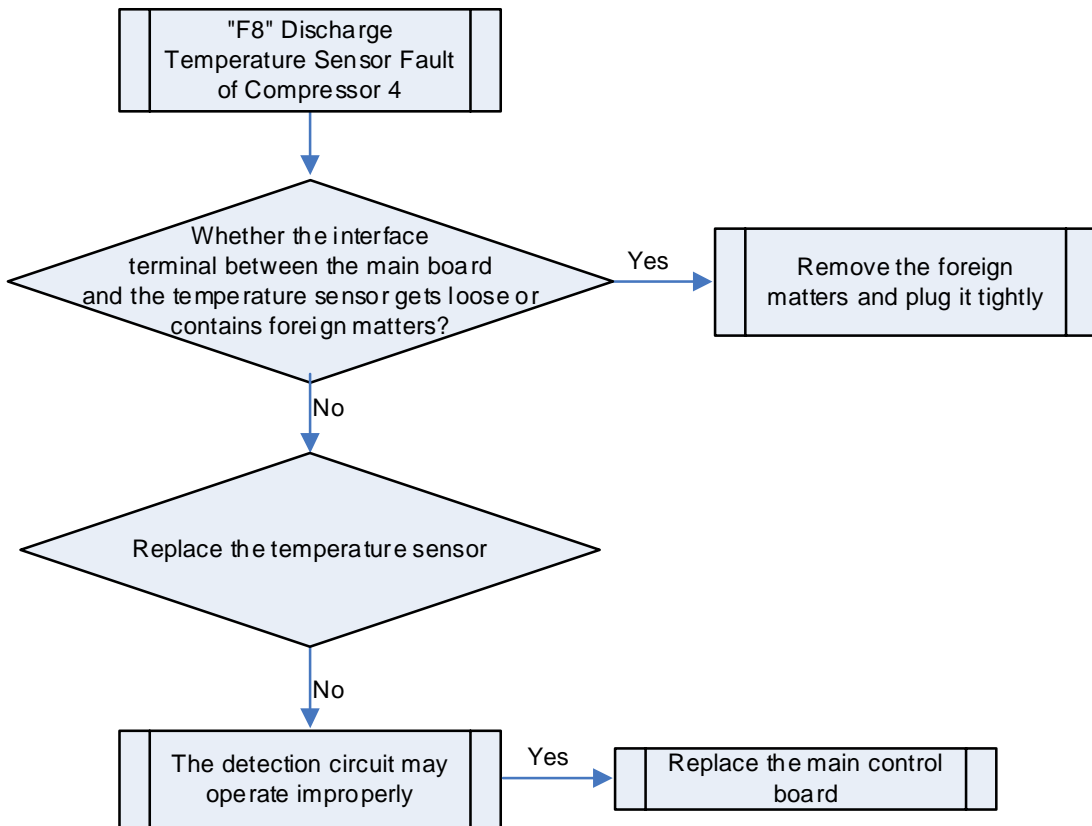 "F8" Discharge
Temperature Sensor Fault
of Compressor 4
Whether the interface
terminal between the main board
and the temperature sensor gets loose or
contains foreign matters?
Yes
Remove the foreign
matters and plug it tightly
No
Replace the temperature sensor
No
The detection circuit may
operate improperly
Yes
Replace the main control
board